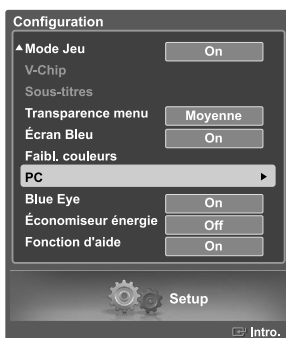 Configuration
Mode Jeu On
V-Chip
Sous-titres
Transparence menu Moyenne
Écran Bleu On
Faibl. couleurs
PC
Blue Eye On
Économiseur énergie Off
Fonction d'aide On
Setup
Intro.